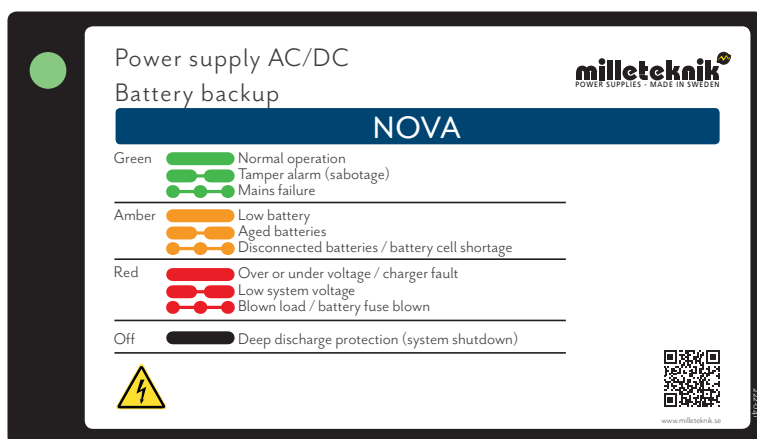 Power supply AC/DC
Battery backup
milleteknik
POWER SUPPLIES - MADE IN SWEDEN
NOVA
Green
Normal operation
Tamper alarm (sabotage)
Mains failure
Amber
Low battery
Aged batteries
Disconnected batteries / battery cell shortage
Red
Over or under voltage / charger fault
Low system voltage
Blown load / battery fuse blown
Off
Deep discharge protection (system shutdown)
www.milleteknik.se